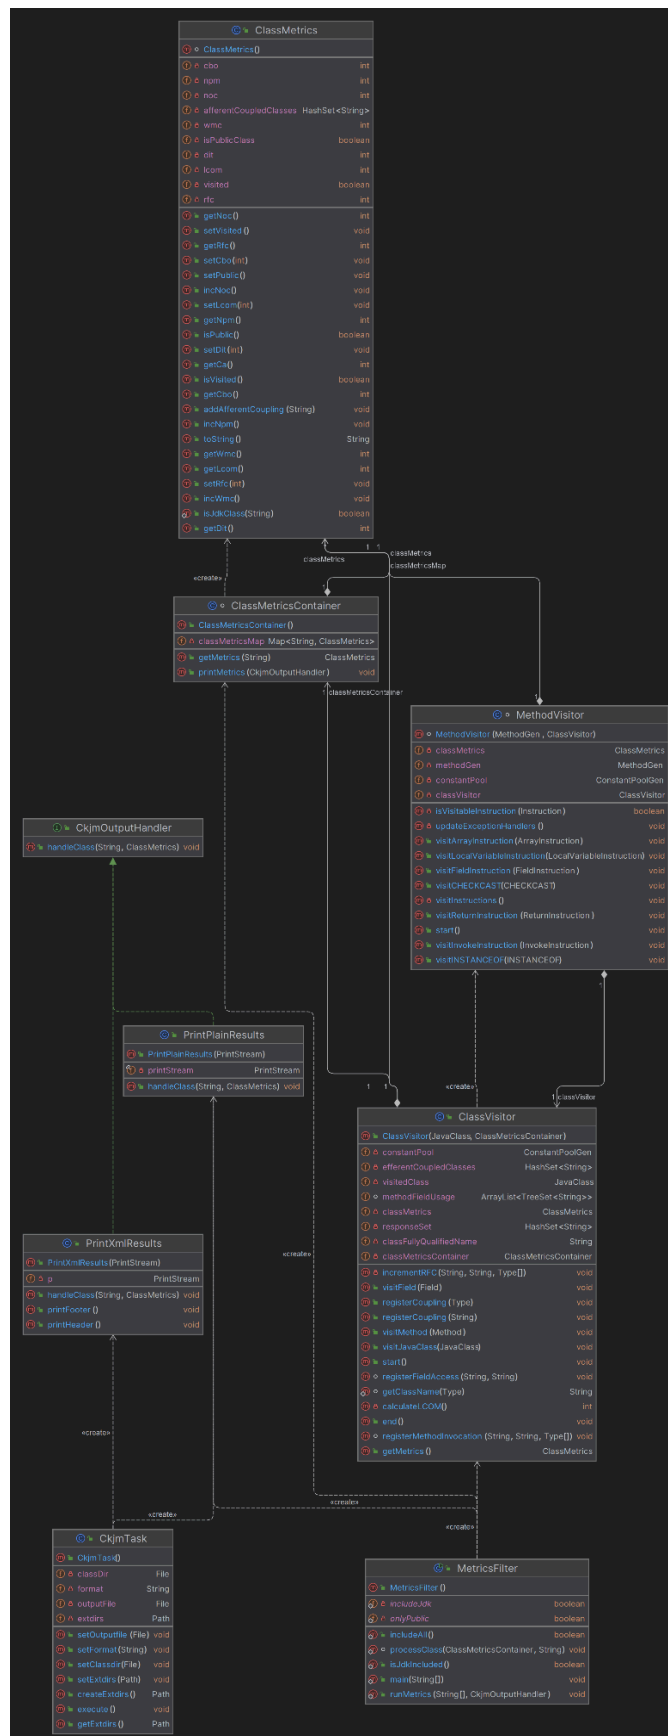 ClassMetrics
ClassMetrics()
cbo int
npm int
noc int
afferentCoupledClasses HashSet<String>
wmc int
isPublicClass boolean
dit int
lcom int
visited boolean
rfc int
getNoc() int
setVisited() void
getRfc() int
setCbo(int) void
setPublic() void
incNoc() void
setLcom(int) void
getNpm() int
isPublic() boolean
setDit(int) void
getCa() int
isVisited() boolean
getCbo() int
addAfferentCoupling(String) void
incNpm() void
toString() String
getWmc() int
getLcom() int
setRfc(int) void
incWmc() void
isJdkClass(String) boolean
getDit() int
1 1 classMetrics
classMetrics classMetricsMap
«create»
1
ClassMetricsContainer
ClassMetricsContainer()
classMetricsMap Map<String, ClassMetrics>
getMetrics(String) ClassMetrics
printMetrics(CkjmOutputHandler) void
1 classMetricsContainer
1
MethodVisitor
MethodVisitor(MethodGen, ClassVisitor)
classMetrics ClassMetrics
methodGen MethodGen
constantPool ConstantPoolGen
classVisitor ClassVisitor
isVisitableInstruction(Instruction) boolean
updateExceptionHandlers() void
visitArrayInstruction(ArrayInstruction) void
visitLocalVariableInstruction(LocalVariableInstruction) void
visitFieldInstruction(FieldInstruction) void
visitCHECKCAST(CHECKCAST) void
visitInstructions() void
visitReturnInstruction(ReturnInstruction) void
start() void
visitInvokeInstruction(InvokeInstruction) void
visitINSTANCEOF(INSTANCEOF) void
1
CkjmOutputHandler
handleClass(String, ClassMetrics) void
PrintPlainResults
PrintPlainResults(PrintStream)
printStream PrintStream
handleClass(String, ClassMetrics) void
1 1
«create»
1 classVisitor
ClassVisitor
ClassVisitor(JavaClass, ClassMetricsContainer)
constantPool ConstantPoolGen
efferentCoupledClasses HashSet<String>
visitedClass JavaClass
methodFieldUsage ArrayList<TreeSet<String>>
classMetrics ClassMetrics
responseSet HashSet<String>
classFullyQualifiedName String
classMetricsContainer ClassMetricsContainer
incrementRFC(String, String, Type[]) void
visitField(Field) void
registerCoupling(Type) void
registerCoupling(String) void
visitMethod(Method) void
visitJavaClass(JavaClass) void
start() void
registerFieldAccess(String, String) void
getClassName(Type) String
calculateLCOM() int
end() void
registerMethodInvocation(String, String, Type[]) void
getMetrics() ClassMetrics
«create»
PrintXmlResults
PrintXmlResults(PrintStream)
p PrintStream
handleClass(String, ClassMetrics) void
printFooter() void
printHeader() void
«create»
«create»
«create»
«create»
CkjmTask
CkjmTask()
classDir File
format String
outputFile File
extdirs Path
setOutputfile(File) void
setFormat(String) void
setClassdir(File) void
setExtdirs(Path) void
createExtdirs() Path
execute() void
getExtdirs() Path
MetricsFilter
MetricsFilter()
includeJdk boolean
onlyPublic boolean
includeAll() boolean
processClass(ClassMetricsContainer, String) void
isJdkIncluded() boolean
main(String[]) void
runMetrics(String[], CkjmOutputHandler) void